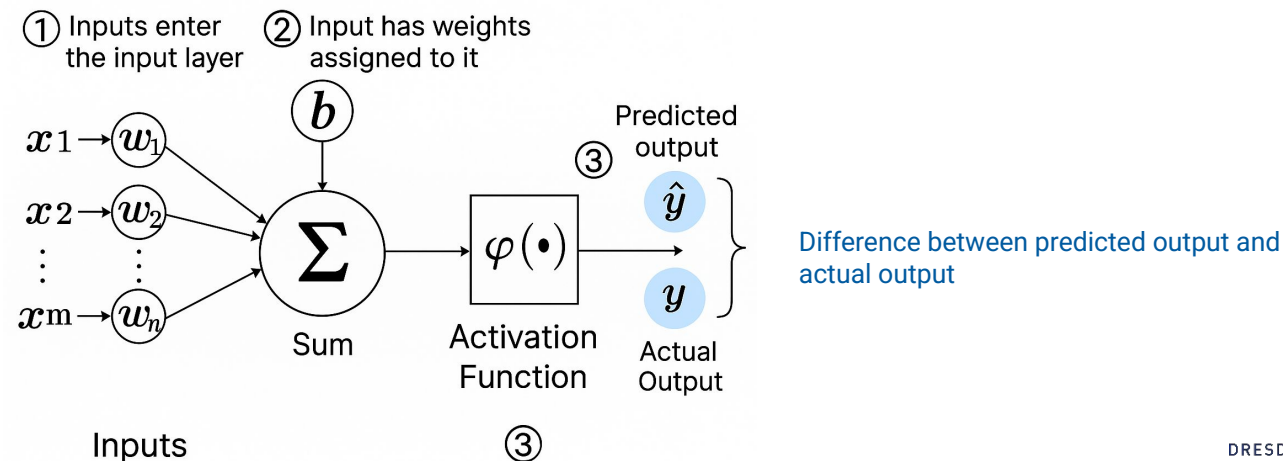 ① Inputs enter
the input layer
② Input has weights
assigned to it
b
x1
w₁
x2
w₂
⋮
⋮
xm
wₙ
Σ
Sum
φ(•)
Activation
Function
③
Predicted
output
ŷ
y
Actual
Output
Difference between predicted output and
actual output
Inputs
③
DRESD